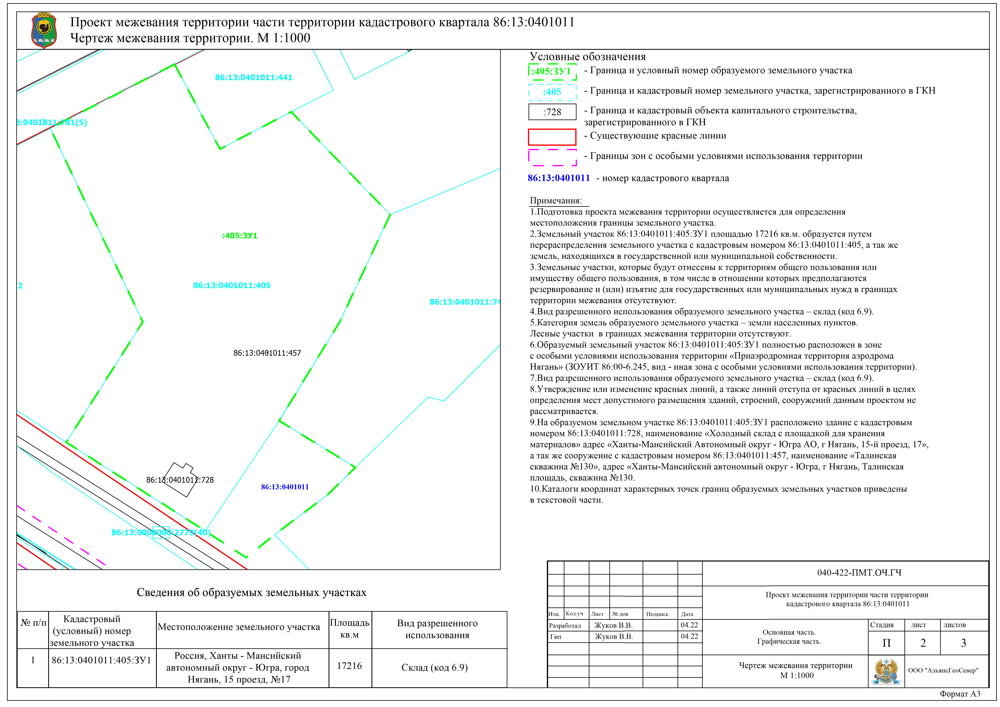 Проект межевания территории части территории кадастрового квартала 86:13:0401011
Чертеж межевания территории. М 1:1000
86:13:0401011:441
3:0401011:701(5)
:405:ЗУ1
86:13:0401011:405
2
86:13:0401011:74
86:13:0401011:457
86:13:0401011:728
86:13:0401011
86:13:0000000:2779(40)
Условные обозначения
:405:ЗУ1 - Граница и условный номер образуемого земельного участка
:405 - Граница и кадастровый номер земельного участка, зарегистрированного в ГКН
:728 - Граница и кадастровый объекта капитального строительства,
зарегистрированного в ГКН
- Существующие красные линии
- Границы зон с особыми условиями использования территории
86:13:0401011 - номер кадастрового квартала
Примечания:
1.Подготовка проекта межевания территории осуществляется для определения
местоположения границы земельного участка.
2.Земельный участок 86:13:0401011:405:ЗУ1 площадью 17216 кв.м. образуется путем
перераспределения земельного участка с кадастровым номером 86:13:0401011:405, а так же
земель, находящихся в государственной или муниципальной собственности.
3.Земельные участки, которые будут отнесены к территориям общего пользования или
имуществу общего пользования, в том числе в отношении которых предполагаются
резервирование и (или) изъятие для государственных или муниципальных нужд в границах
территории межевания отсутствуют.
4.Вид разрешенного использования образуемого земельного участка – склад (код 6.9).
5.Категория земель образуемого земельного участка – земли населенных пунктов.
Лесные участки в границах межевания территории отсутствуют.
6.Образуемый земельный участок 86:13:0401011:405:ЗУ1 полностью расположен в зоне
с особыми условиями использования территории «Приаэродромная территория аэродрома
Нягань» (ЗОУИТ 86:00-6.245, вид - иная зона с особыми условиями использования территории).
7.Вид разрешенного использования образуемого земельного участка – склад (код 6.9).
8.Утверждение или изменение красных линий, а также линий отступа от красных линий в целях
определения мест допустимого размещения зданий, строений, сооружений данным проектом не
рассматривается.
9.На образуемом земельном участке 86:13:0401011:405:ЗУ1 расположено здание с кадастровым
номером 86:13:0401011:728, наименование «Холодный склад с площадкой для хранения
материалов» адрес «Ханты-Мансийский Автономный округ - Югра АО, г Нягань, 15-й проезд, 17»,
а так же сооружение с кадастровым номером 86:13:0401011:457, наименование «Талинская
скважина №130», адрес «Ханты-Мансийский автономный округ - Югра, г Нягань, Талинская
площадь, скважина №130.
10.Каталоги координат характерных точек границ образуемых земельных участков приведены
в текстовой части.
Сведения об образуемых земельных участках
№ п/п
Кадастровый
(условный) номер
земельного участка
Местоположение земельного участка
Площадь
кв.м
Вид разрешенного
использования
1
86:13:0401011:405:ЗУ1
Россия, Ханты - Мансийский
автономный округ - Югра, город
Нягань, 15 проезд, №17
17216
Склад (код 6.9)
040-422-ПМТ.ОЧ.ГЧ
Проект межевания территории части территории
кадастрового квартала 86:13:0401011
Изм. Кол.уч Лист № док Подпись Дата
Разработал Жуков В.В. 04.22
Гип Жуков В.В. 04.22
Основная часть.
Графическая часть.
Стадия лист листов
П 2 3
Чертеж межевания территории
М 1:1000
ООО "АльянсГеоСевер"
Формат А3